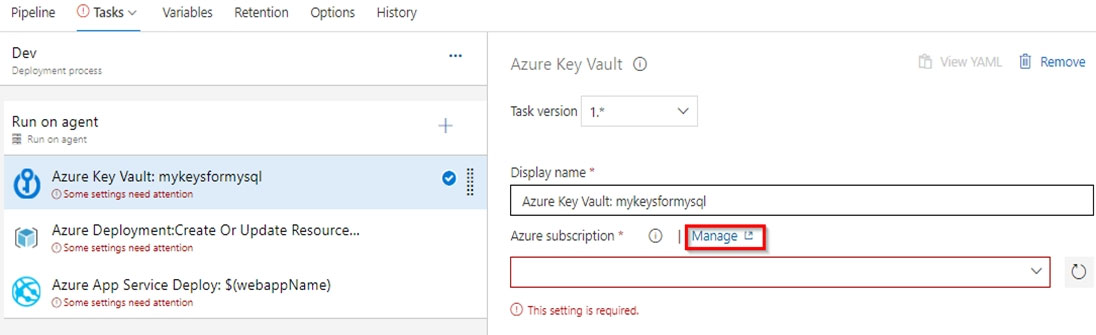 Pipeline Tasks Variables Retention Options History
Dev
Deployment process
Run on agent
Run on agent
Azure Key Vault: mykeysformysql
Some settings need attention
Azure Deployment:Create Or Update Resource...
Some settings need attention
Azure App Service Deploy: $(webappName)
Some settings need attention
Azure Key Vault View YAML Remove
Task version 1.*
Display name *
Azure Key Vault: mykeysformysql
Azure subscription * | Manage
This setting is required.